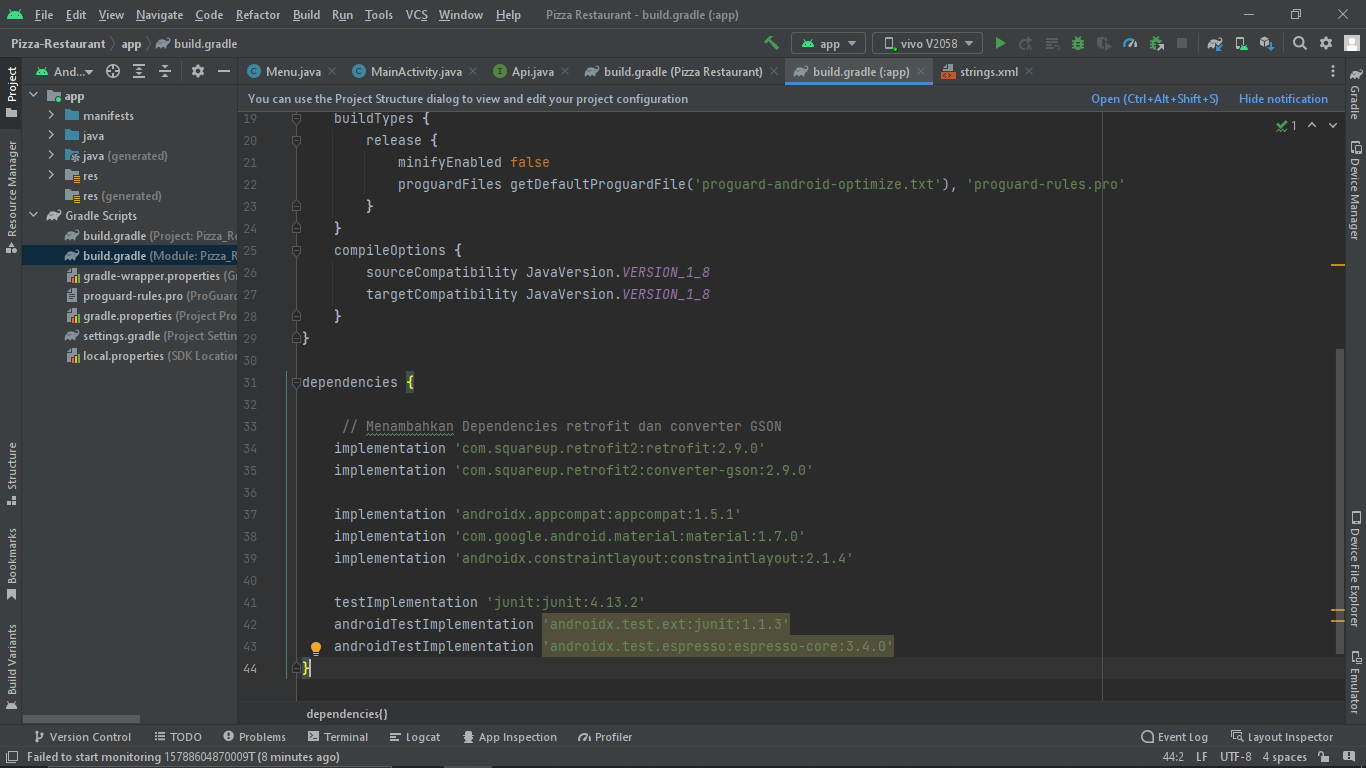 File Edit View Navigate Code Refactor Build Run Tools VCS Window Help Pizza Restaurant - build.gradle (:app)
Pizza-Restaurant app build.gradle app vivo V2058
Project
Resource Manager
Structure
Bookmarks
Build Variants
And...
Menu.java MainActivity.java Api.java build.gradle (Pizza Restaurant) build.gradle (:app) strings.xml
You can use the Project Structure dialog to view and edit your project configuration Open (Ctrl+Alt+Shift+S) Hide notification
app
manifests
java
java (generated)
res
res (generated)
Gradle Scripts
build.gradle (Project: Pizza_Re
build.gradle (Module: Pizza_R
gradle-wrapper.properties (Gr
proguard-rules.pro (ProGuard
gradle.properties (Project Pro
settings.gradle (Project Settin
local.properties (SDK Location
1
19 buildTypes {
20 release {
21 minifyEnabled false
22 proguardFiles getDefaultProguardFile('proguard-android-optimize.txt'), 'proguard-rules.pro'
23 }
24 }
25 compileOptions {
26 sourceCompatibility JavaVersion.VERSION_1_8
27 targetCompatibility JavaVersion.VERSION_1_8
28 }
29 }
30
31 dependencies {
32
33 // Menambahkan Dependencies retrofit dan converter GSON
34 implementation 'com.squareup.retrofit2:retrofit:2.9.0'
35 implementation 'com.squareup.retrofit2:converter-gson:2.9.0'
36
37 implementation 'androidx.appcompat:appcompat:1.5.1'
38 implementation 'com.google.android.material:material:1.7.0'
39 implementation 'androidx.constraintlayout:constraintlayout:2.1.4'
40
41 testImplementation 'junit:junit:4.13.2'
42 androidTestImplementation 'androidx.test.ext:junit:1.1.3'
43 androidTestImplementation 'androidx.test.espresso:espresso-core:3.4.0'
44 }
dependencies{}
Gradle
Device Manager
Device File Explorer
Emulator
Version Control TODO Problems Terminal Logcat App Inspection Profiler Event Log Layout Inspector
Failed to start monitoring 15788604870009T (8 minutes ago) 44:2 LF UTF-8 4 spaces